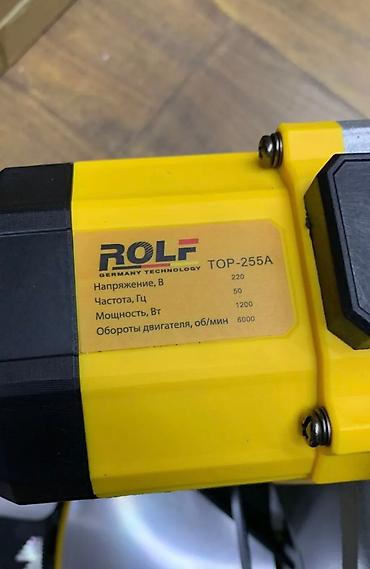 ROLF TOP-255A
GERMANY TECHNOLOGY
Напряжение, В 220
Частота, Гц 50
Мощность, Вт 1200
Обороты двигателя, об/мин 6000